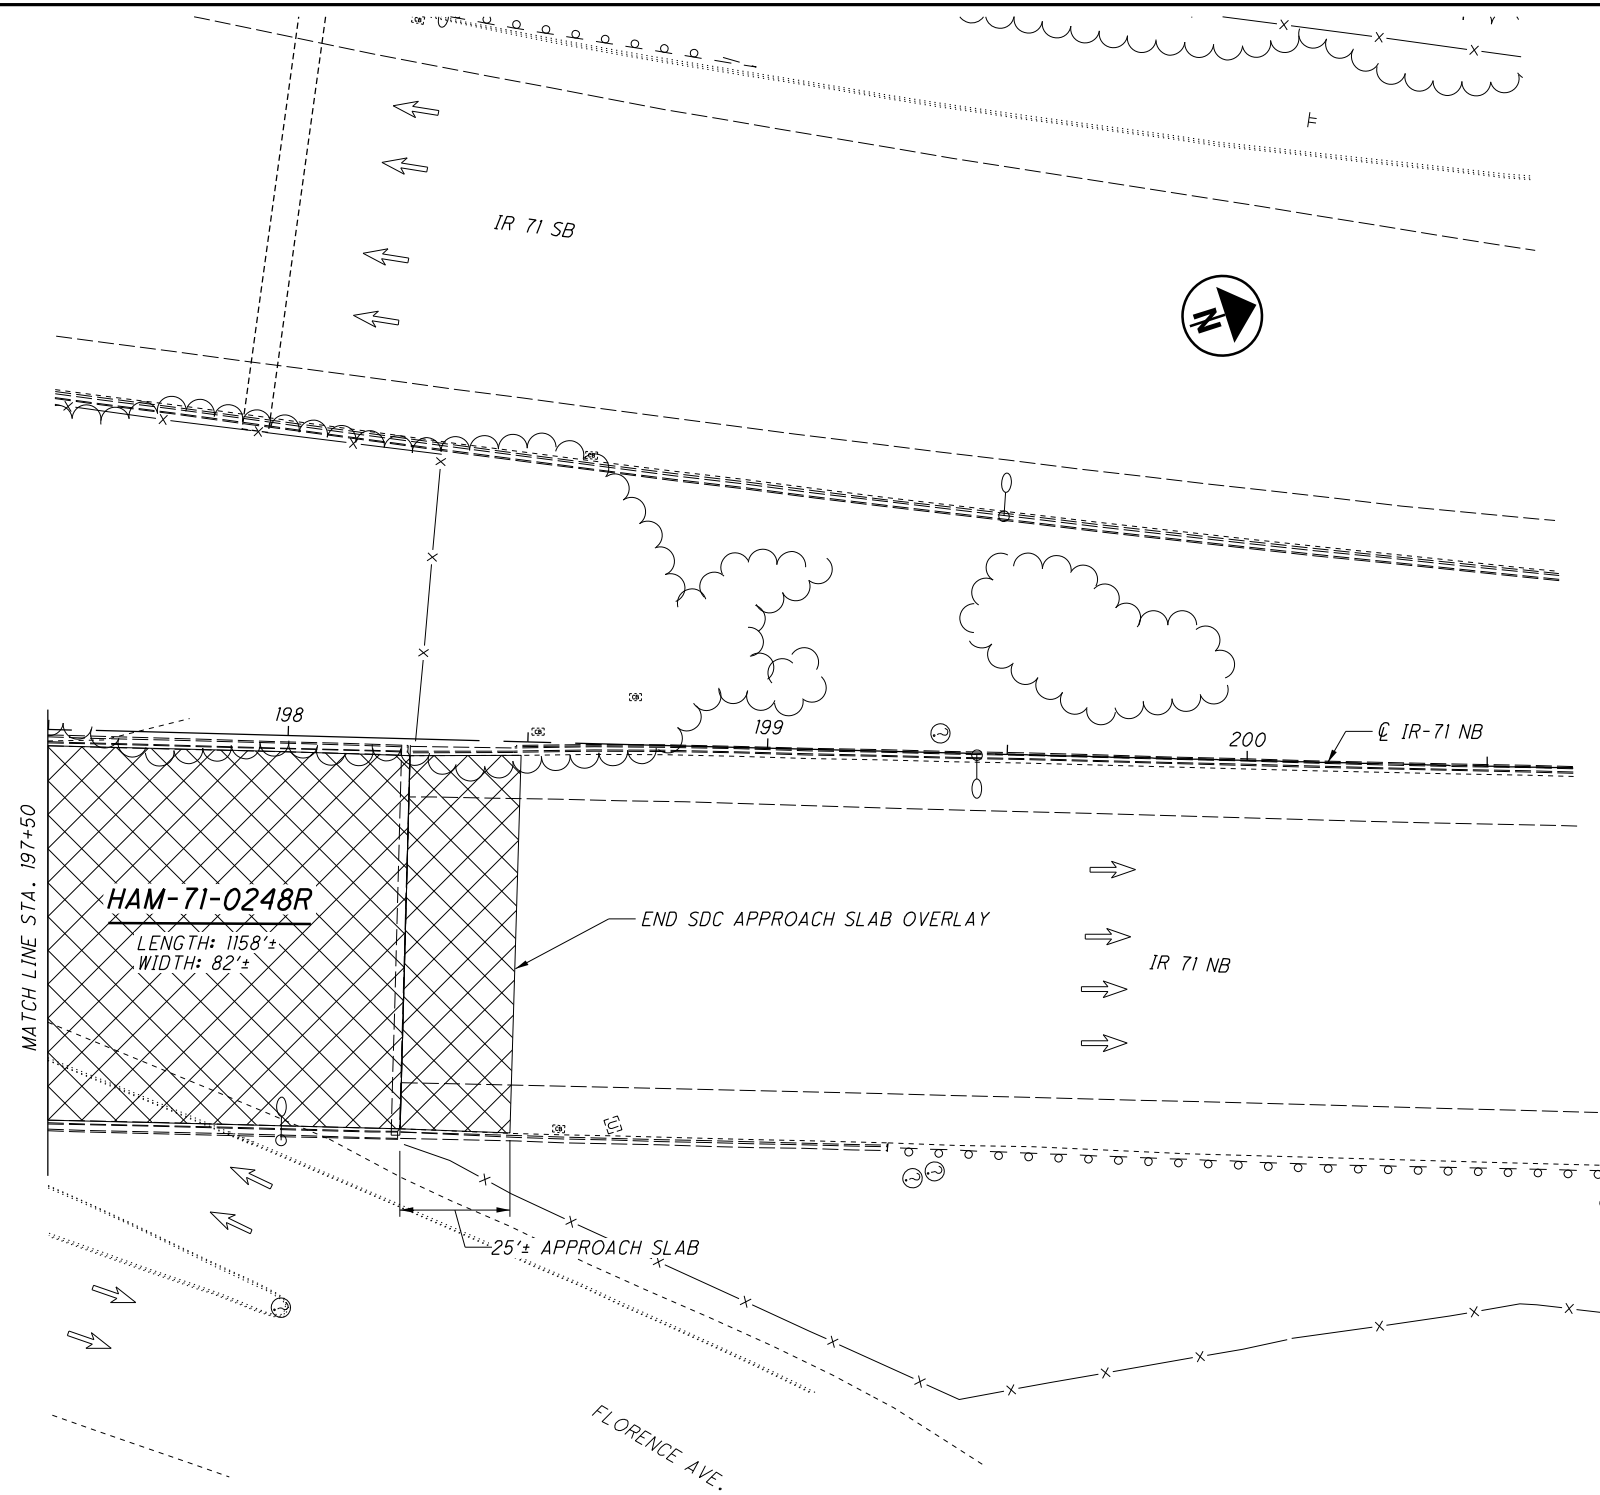 IR 71 SB
N
198
199
200
℄ IR-71 NB
MATCH LINE STA. 197+50
HAM-71-0248R
LENGTH: 1158'±
WIDTH: 82'±
END SDC APPROACH SLAB OVERLAY
IR 71 NB
25'± APPROACH SLAB
FLORENCE AVE.